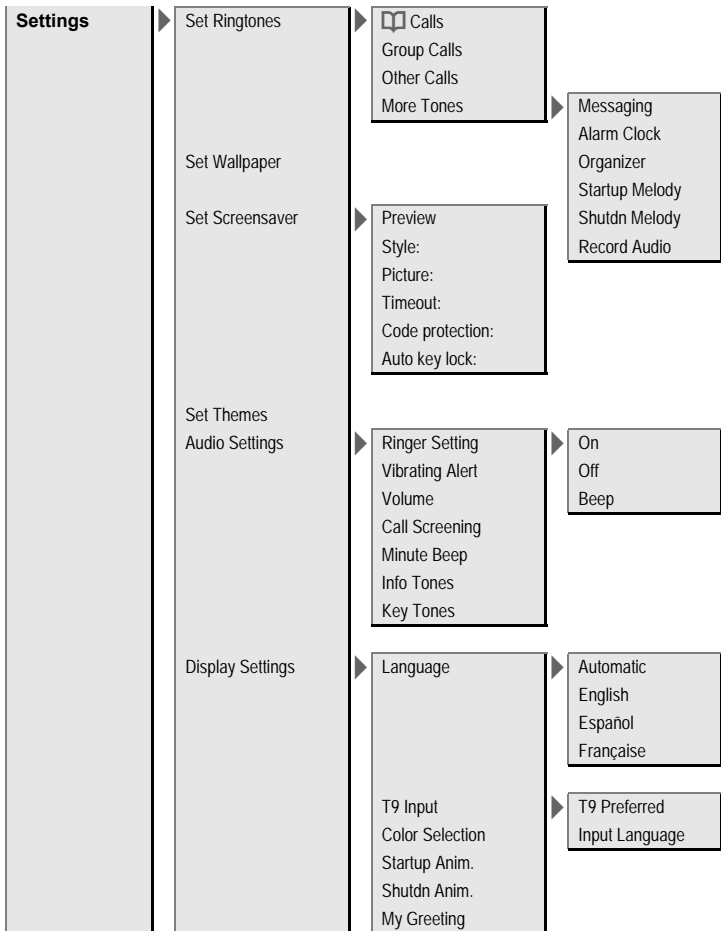 Settings
Set Ringtones
Calls
Group Calls
Other Calls
More Tones
Messaging
Alarm Clock
Organizer
Startup Melody
Shutdn Melody
Record Audio
Set Wallpaper
Set Screensaver
Preview
Style:
Picture:
Timeout:
Code protection:
Auto key lock:
Set Themes
Audio Settings
Ringer Setting
On
Off
Beep
Vibrating Alert
Volume
Call Screening
Minute Beep
Info Tones
Key Tones
Display Settings
Language
Automatic
English
Español
Française
T9 Input
T9 Preferred
Input Language
Color Selection
Startup Anim.
Shutdn Anim.
My Greeting